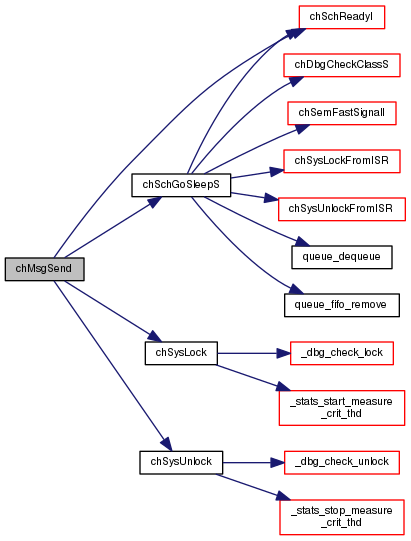 chSchReadyI
chDbgCheckClassS
chSemFastSignalI
chSysLockFromISR
chSchGoSleepS
chSysUnlockFromISR
queue_dequeue
chMsgSend
queue_fifo_remove
chSysLock
_dbg_check_lock
_stats_start_measure
_crit_thd
chSysUnlock
_dbg_check_unlock
_stats_stop_measure
_crit_thd